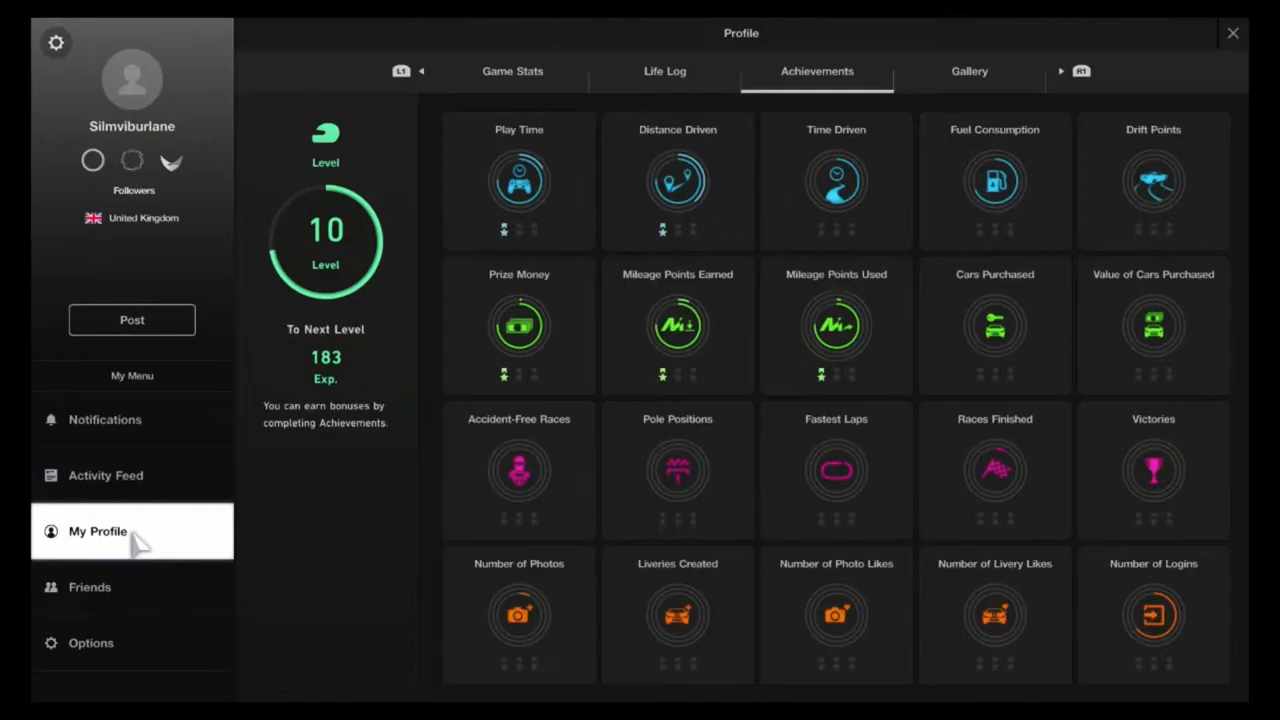 Profile
Silmviburlane
Followers
United Kingdom
Post
My Menu
Notifications
Activity Feed
My Profile
Friends
Options
L1
Game Stats
Life Log
Achievements
Gallery
R1
Level
10
Level
To Next Level
183
Exp.
You can earn bonuses by
completing Achievements.
Play Time
Distance Driven
Time Driven
Fuel Consumption
Drift Points
Prize Money
Mileage Points Earned
Mileage Points Used
Cars Purchased
Value of Cars Purchased
Accident-Free Races
Pole Positions
Fastest Laps
Races Finished
Victories
Number of Photos
Liveries Created
Number of Photo Likes
Number of Livery Likes
Number of Logins